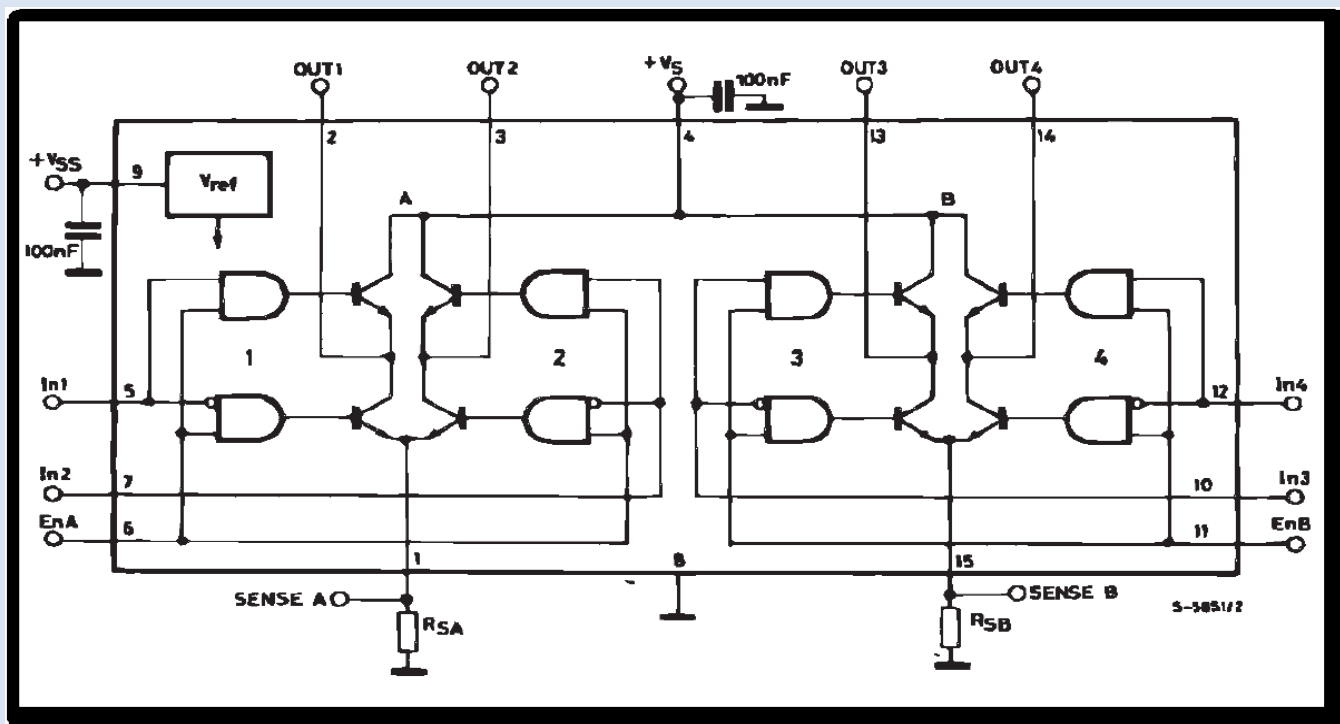 OUT1
OUT2
+VS
100nF
OUT3
OUT4
2
3
4
13
14
+VSS
9
Vref
A
B
100nF
1
2
3
4
In1
5
12
In4
In2
7
10
In3
EnA
6
11
EnB
1
8
15
SENSE A
SENSE B
S-5851/2
RSA
RSB